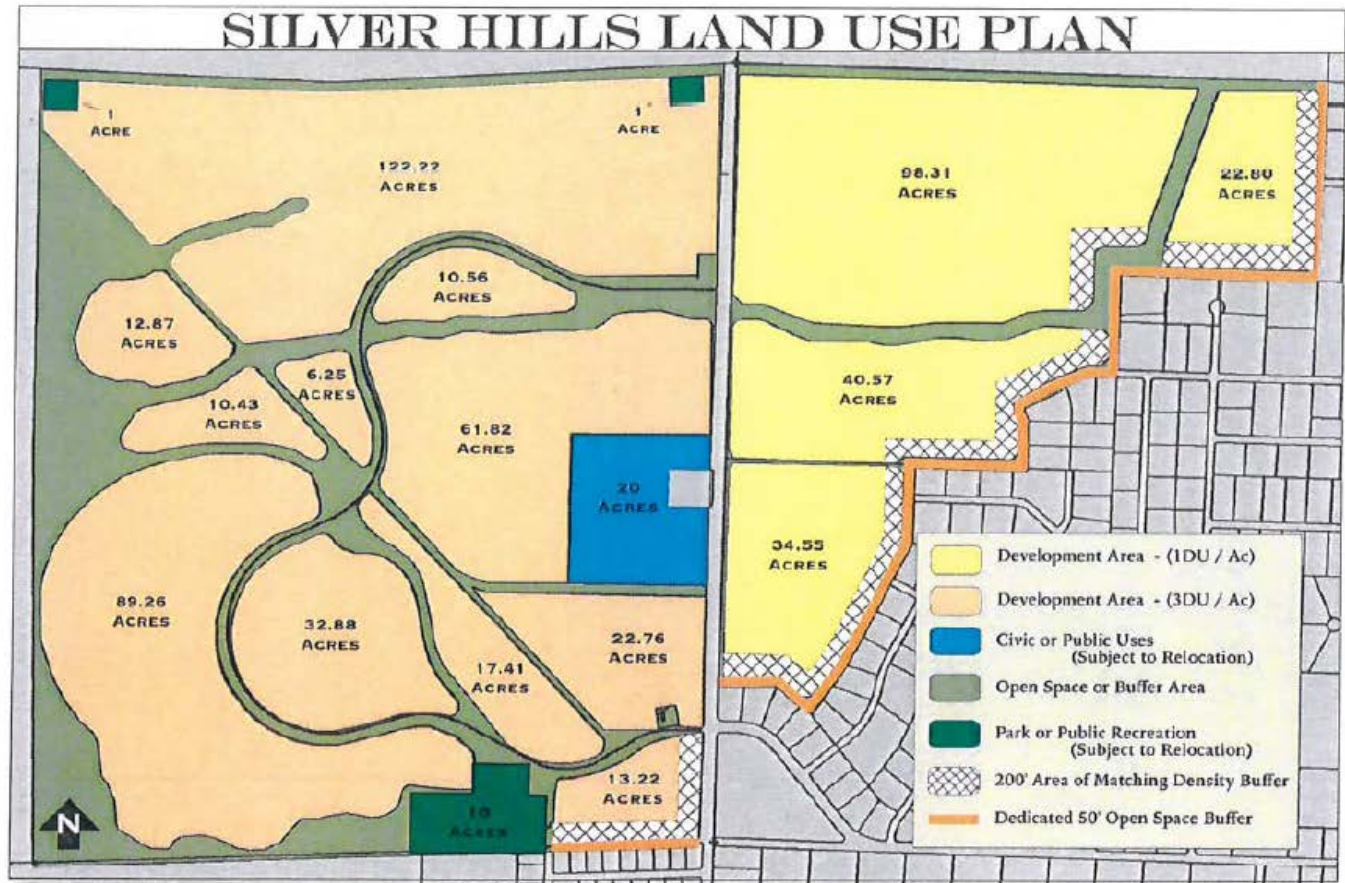 SILVER HILLS LAND USE PLAN
1
ACRE
1
ACRE
122.22
ACRES
98.31
ACRES
22.80
ACRES
10.56
ACRES
12.87
ACRES
6.25
ACRES
10.43
ACRES
61.82
ACRES
40.57
ACRES
20
ACRES
34.55
ACRES
89.26
ACRES
32.88
ACRES
17.41
ACRES
22.76
ACRES
13.22
ACRES
10
ACRES
N
Development Area - (1DU / Ac)
Development Area - (3DU / Ac)
Civic or Public Uses
(Subject to Relocation)
Open Space or Buffer Area
Park or Public Recreation
(Subject to Relocation)
200' Area of Matching Density Buffer
Dedicated 50' Open Space Buffer